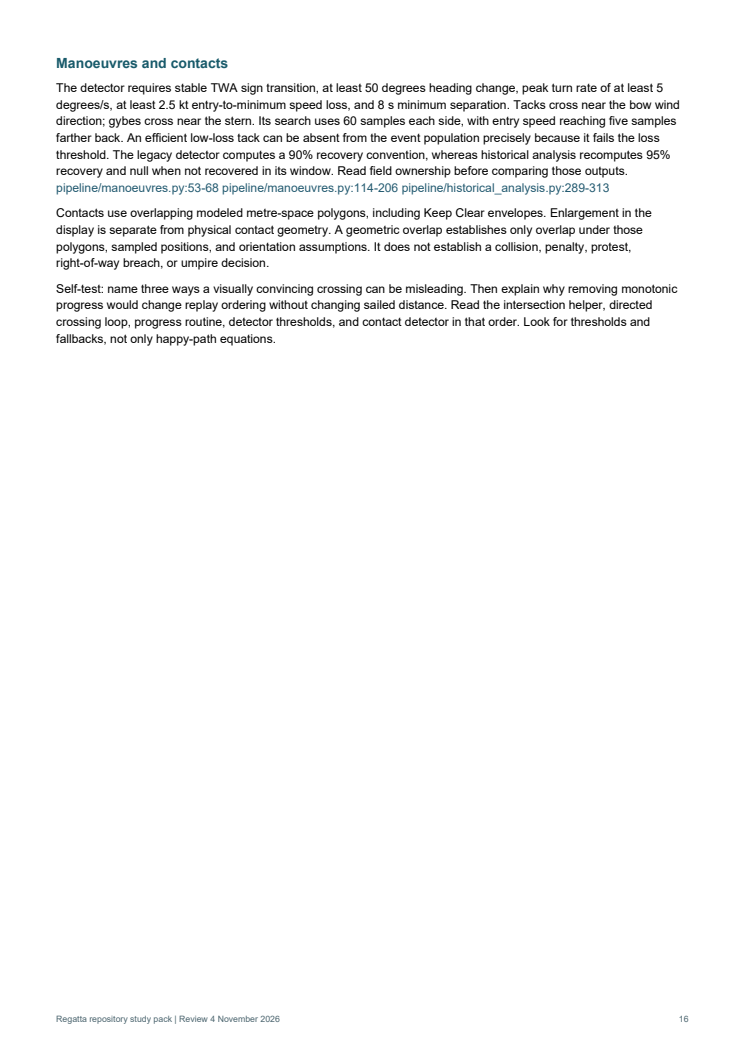 Manoeuvres and contacts
The detector requires stable TWA sign transition, at least 50 degrees heading change, peak turn rate of at least 5
degrees/s, at least 2.5 kt entry-to-minimum speed loss, and 8 s minimum separation. Tacks cross near the bow wind
direction; gybes cross near the stern. Its search uses 60 samples each side, with entry speed reaching five samples
farther back. An efficient low-loss tack can be absent from the event population precisely because it fails the loss
threshold. The legacy detector computes a 90% recovery convention, whereas historical analysis recomputes 95%
recovery and null when not recovered in its window. Read field ownership before comparing those outputs.
pipeline/manoeuvres.py:53-68 pipeline/manoeuvres.py:114-206 pipeline/historical_analysis.py:289-313
Contacts use overlapping modeled metre-space polygons, including Keep Clear envelopes. Enlargement in the
display is separate from physical contact geometry. A geometric overlap establishes only overlap under those
polygons, sampled positions, and orientation assumptions. It does not establish a collision, penalty, protest,
right-of-way breach, or umpire decision.
Self-test: name three ways a visually convincing crossing can be misleading. Then explain why removing monotonic
progress would change replay ordering without changing sailed distance. Read the intersection helper, directed
crossing loop, progress routine, detector thresholds, and contact detector in that order. Look for thresholds and
fallbacks, not only happy-path equations.
Regatta repository study pack | Review 4 November 2026
16